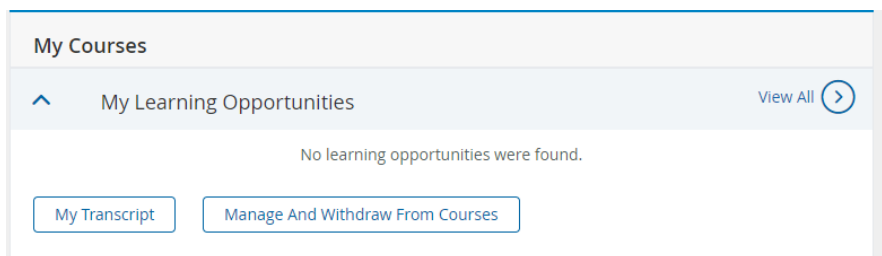 My Courses
My Learning Opportunities View All
No learning opportunities were found.
My Transcript Manage And Withdraw From Courses